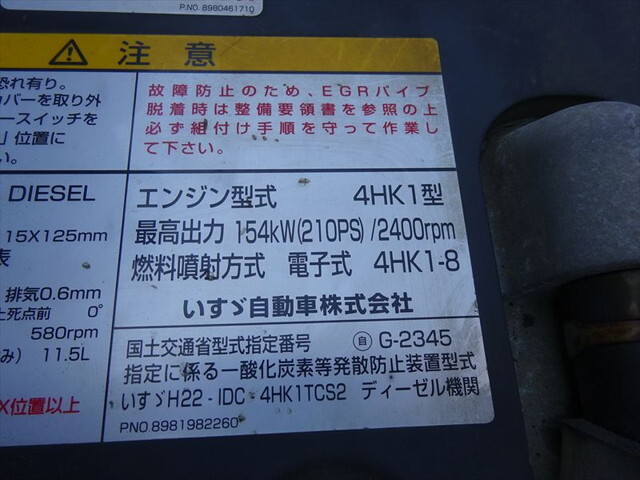 P.NO. 8980461710
注意
恐れ有り。
カバーを取り外
ースイッチを
」位置に
い。
故障防止のため、EGRパイプ
脱着時は整備要領書を参照の上
必ず組付け手順を守って作業し
て下さい。
DIESEL
115X125mm
表
排気0.6mm
上死点前 0°
580rpm
み) 11.5L
X位置以上
エンジン型式 4HK1型
最高出力 154kW(210PS)/2400rpm
燃料噴射方式 電子式 4HK1-8
いすゞ自動車株式会社
国土交通省型式指定番号 自 G-2345
指定に係る一酸化炭素等発散防止装置型式
いすゞH22-IDC-4HK1TCS2 ディーゼル機関
PNO.8981982260